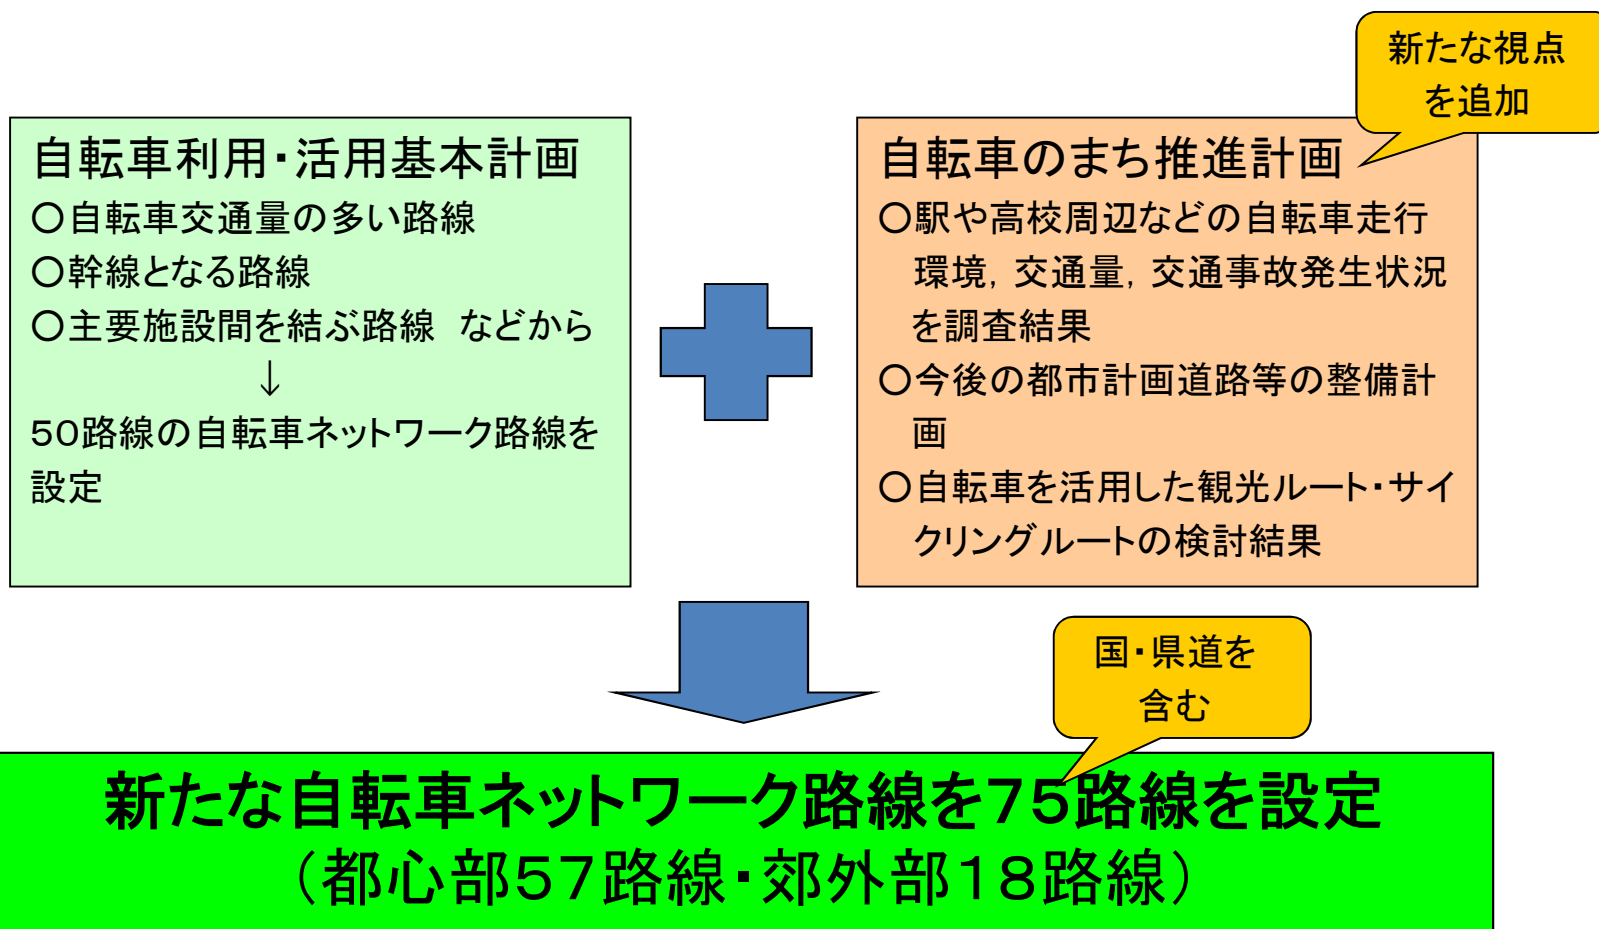 新たな視点
を追加
自転車利用・活用基本計画
○自転車交通量の多い路線
○幹線となる路線
○主要施設間を結ぶ路線　などから
↓
50路線の自転車ネットワーク路線を
設定
自転車のまち推進計画
○駅や高校周辺などの自転車走行
環境，交通量，交通事故発生状況
を調査結果
○今後の都市計画道路等の整備計
画
○自転車を活用した観光ルート・サイ
クリングルートの検討結果
国・県道を
含む
新たな自転車ネットワーク路線を75路線を設定
（都心部57路線・郊外部18路線）